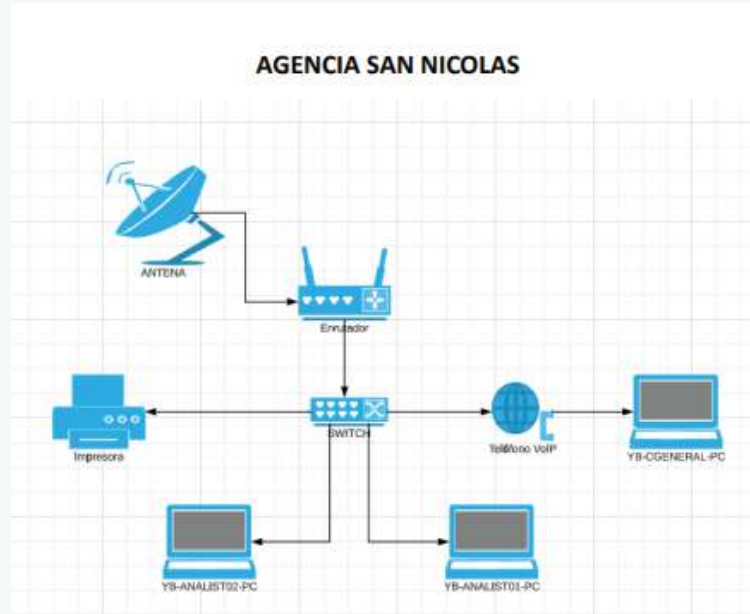 AGENCIA SAN NICOLAS
ANTENA
Enrutador
SWITCH
Impresora
Teléfono VoIP
YB-CGENERAL-PC
YB-ANALIST02-PC
YB-ANALIST01-PC